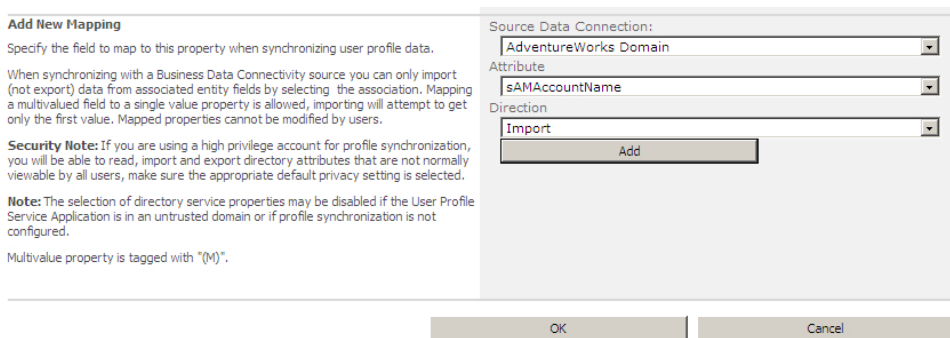 Add New Mapping
Specify the field to map to this property when synchronizing user profile data.
When synchronizing with a Business Data Connectivity source you can only import
(not export) data from associated entity fields by selecting the association. Mapping
a multivalued field to a single value property is allowed, importing will attempt to get
only the first value. Mapped properties cannot be modified by users.
Security Note: If you are using a high privilege account for profile synchronization,
you will be able to read, import and export directory attributes that are not normally
viewable by all users, make sure the appropriate default privacy setting is selected.
Note: The selection of directory service properties may be disabled if the User Profile
Service Application is in an untrusted domain or if profile synchronization is not
configured.
Multivalue property is tagged with "(M)".
Source Data Connection:
AdventureWorks Domain
Attribute
sAMAccountName
Direction
Import
Add
OK
Cancel